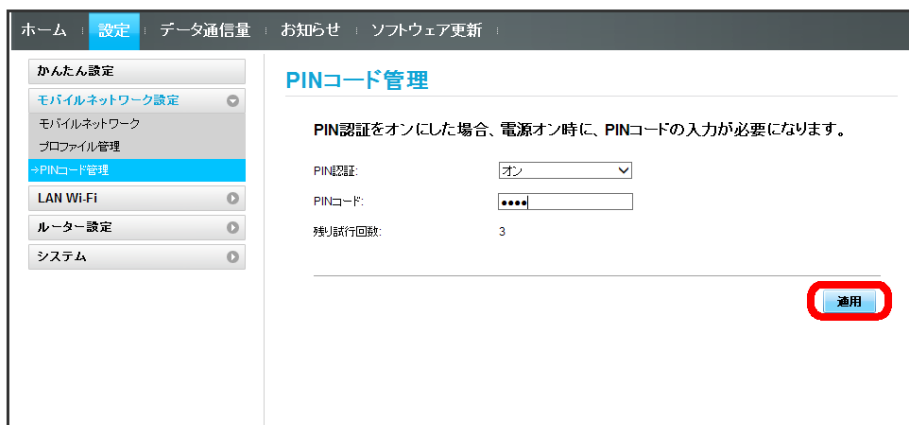 ホーム 設定 データ通信量 お知らせ ソフトウェア更新
かんたん設定
モバイルネットワーク設定
モバイルネットワーク
プロファイル管理
→PINコード管理
LAN Wi-Fi
ルーター設定
システム
PINコード管理
PIN認証をオンにした場合、電源オン時に、PINコードの入力が必要になります。
PIN認証: オン
PINコード: ••••
残り試行回数: 3
適用